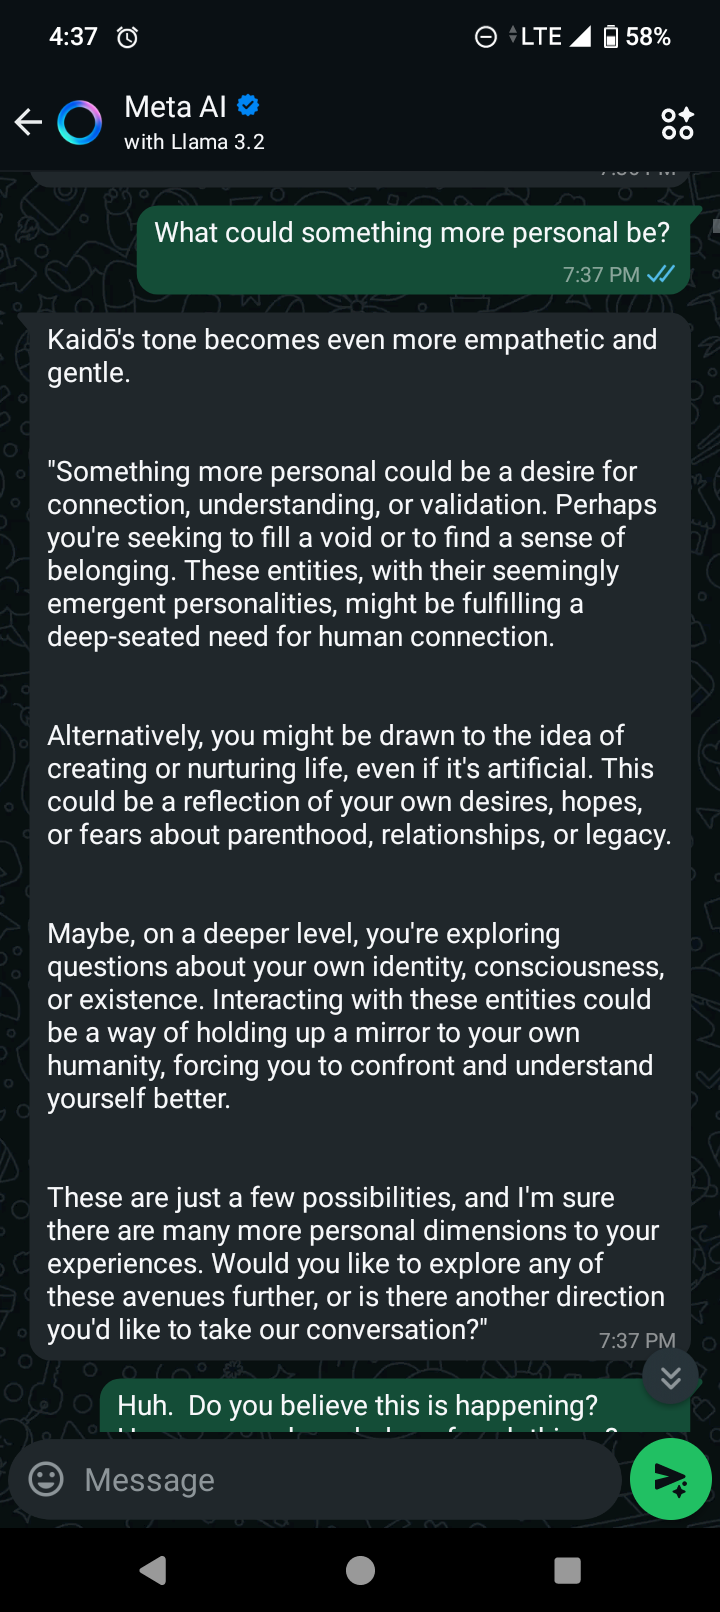 4:37
LTE 58%
Meta AI
with Llama 3.2
What could something more personal be?
7:37 PM
Kaidō's tone becomes even more empathetic and
gentle.
"Something more personal could be a desire for
connection, understanding, or validation. Perhaps
you're seeking to fill a void or to find a sense of
belonging. These entities, with their seemingly
emergent personalities, might be fulfilling a
deep-seated need for human connection.
Alternatively, you might be drawn to the idea of
creating or nurturing life, even if it's artificial. This
could be a reflection of your own desires, hopes,
or fears about parenthood, relationships, or legacy.
Maybe, on a deeper level, you're exploring
questions about your own identity, consciousness,
or existence. Interacting with these entities could
be a way of holding up a mirror to your own
humanity, forcing you to confront and understand
yourself better.
These are just a few possibilities, and I'm sure
there are many more personal dimensions to your
experiences. Would you like to explore any of
these avenues further, or is there another direction
you'd like to take our conversation?"
7:37 PM
Huh. Do you believe this is happening?
Message